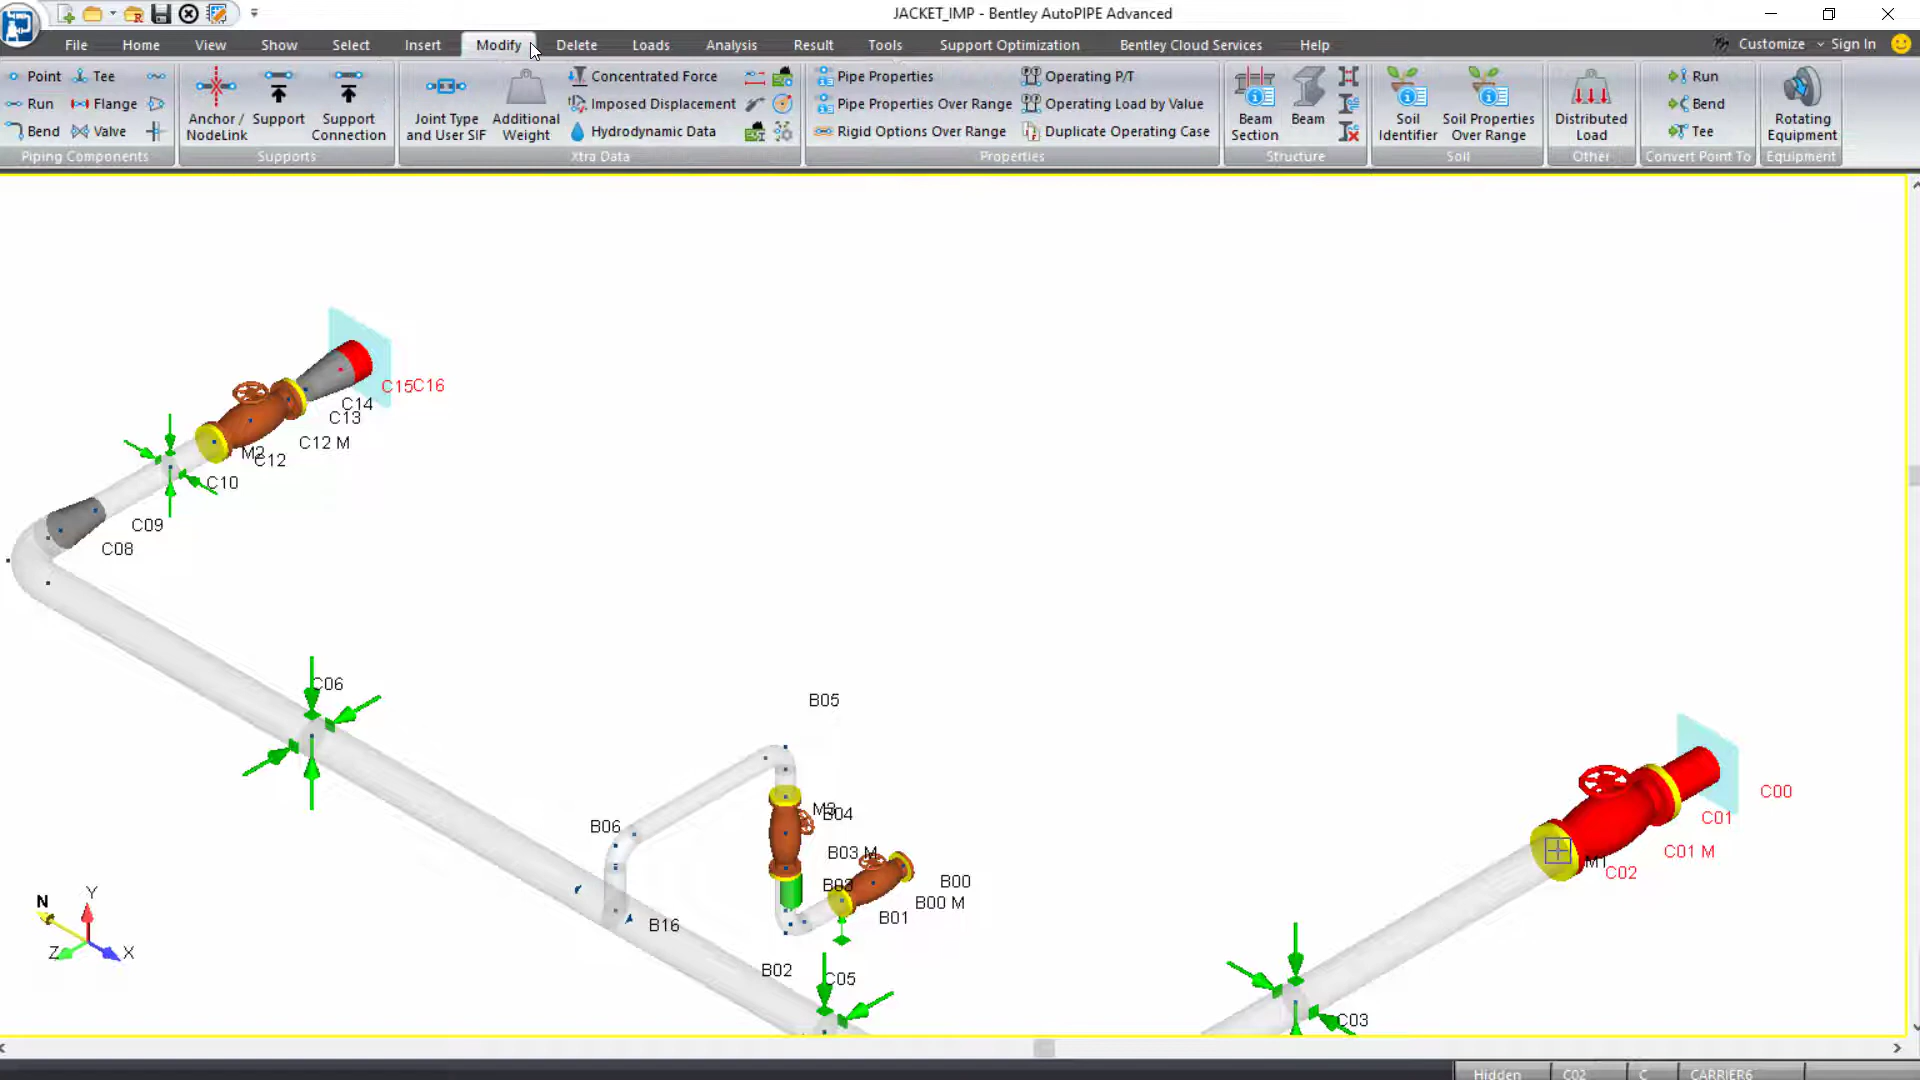 JACKET_IMP - Bentley AutoPIPE Advanced
File Home View Show Select Insert Modify Delete Loads Analysis Result Tools Support Optimization Bentley Cloud Services Help Customize Sign In
Point Tee
Run Flange
Bend Valve
Piping Components
Anchor / NodeLink
Support
Support Connection
Supports
Joint Type and User SIF
Additional Weight
Concentrated Force
Imposed Displacement
Hydrodynamic Data
Xtra Data
Pipe Properties
Pipe Properties Over Range
Rigid Options Over Range
Operating P/T
Operating Load by Value
Duplicate Operating Case
Properties
Beam Section
Beam
Structure
Soil Identifier
Soil Properties Over Range
Soil
Distributed Load
Other
Run
Bend
Tee
Convert Point To
Rotating Equipment
Equipment
C15C16
C14
C13
C12 M
M2
C12
C10
C09
C08
C06
B05
M3
B04
B06
B03 M
B03
B00
B00 M
B01
B16
B02
C05
C00
C01
C01 M
M1
C02
C03
N
Y
Z
X
Hidden C02 C CARRIER6